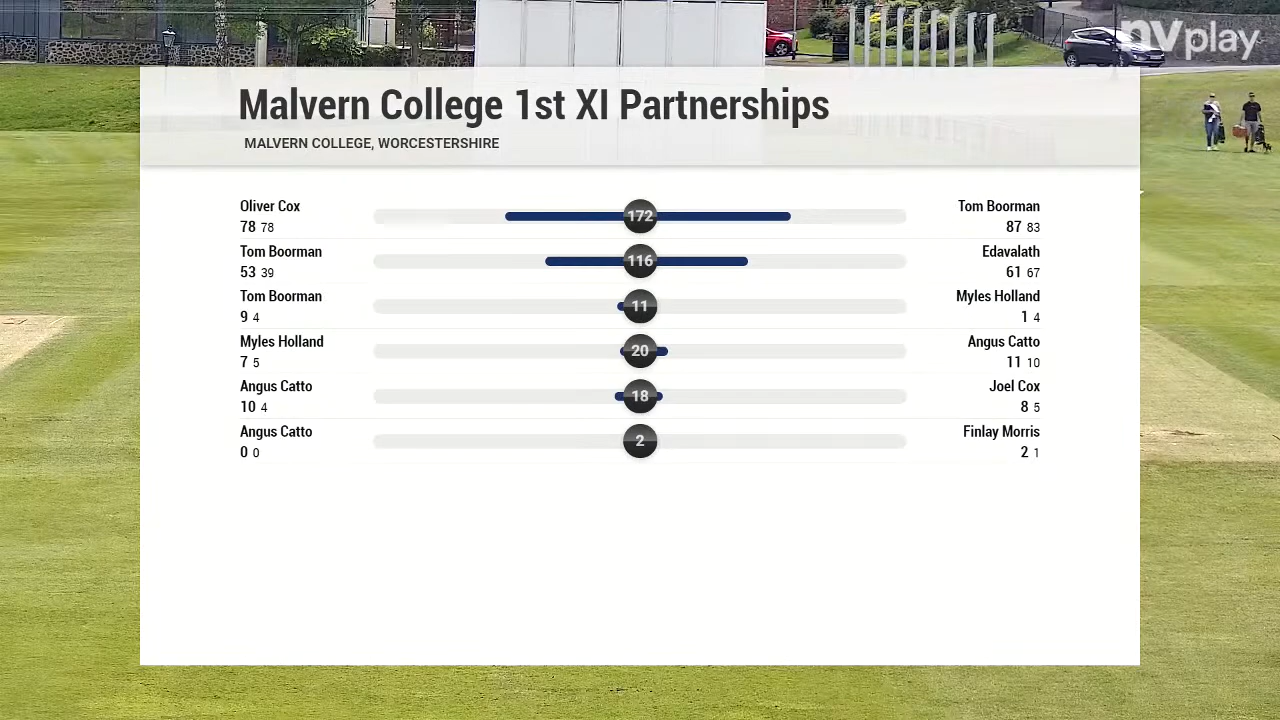 nvplay
Malvern College 1st XI Partnerships
MALVERN COLLEGE, WORCESTERSHIRE
Oliver Cox
78 78
172
Tom Boorman
87 83
Tom Boorman
53 39
116
Edavalath
61 67
Tom Boorman
9 4
11
Myles Holland
1 4
Myles Holland
7 5
20
Angus Catto
11 10
Angus Catto
10 4
18
Joel Cox
8 5
Angus Catto
0 0
2
Finlay Morris
2 1